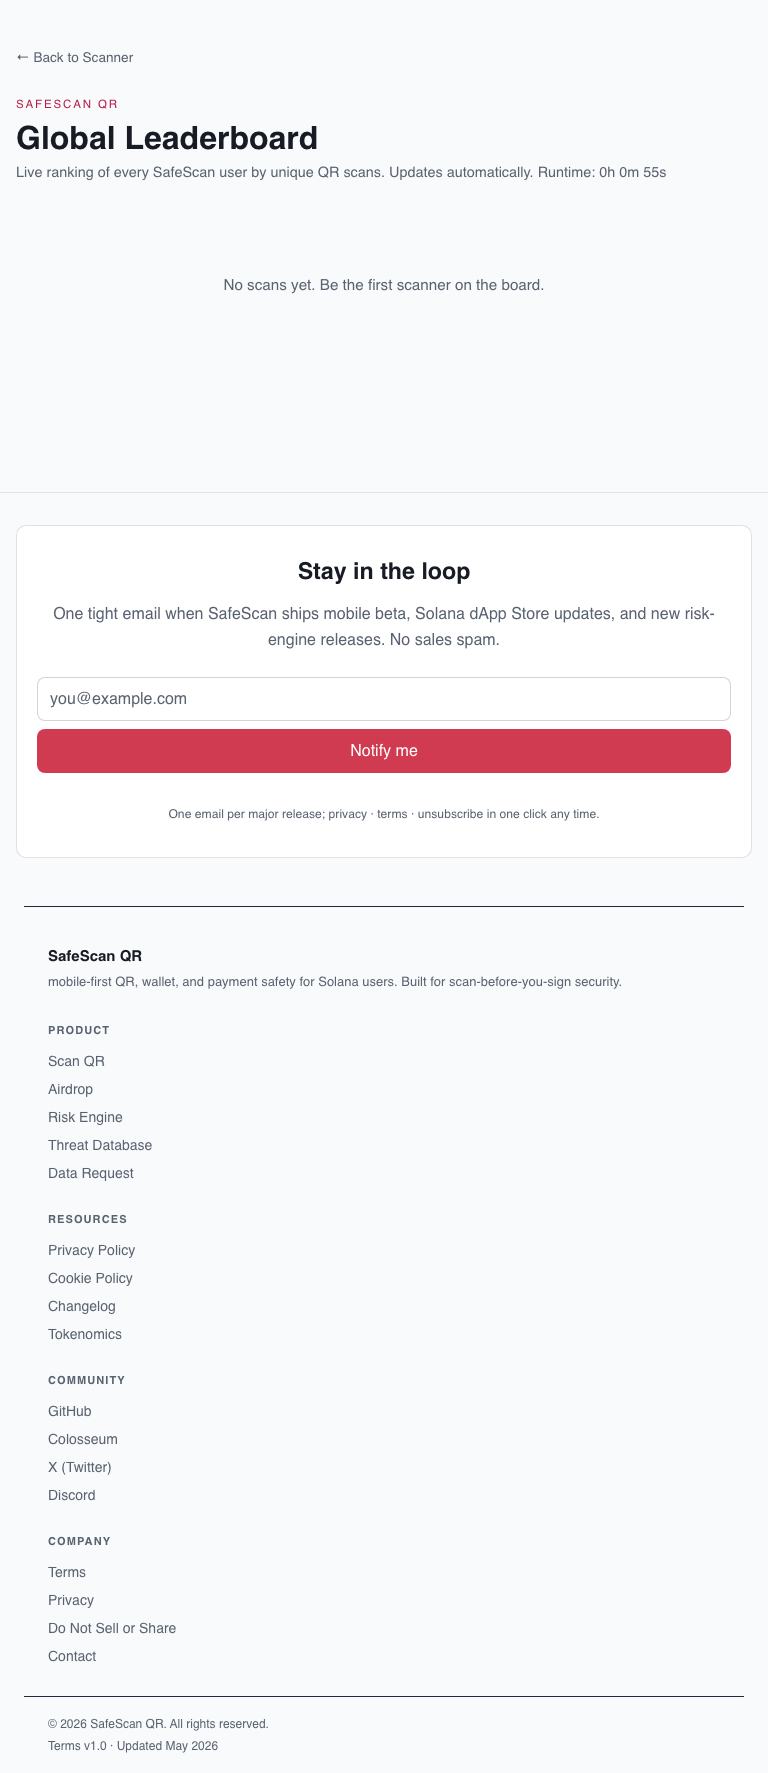 ← Back to Scanner
SAFESCAN QR
Global Leaderboard
Live ranking of every SafeScan user by unique QR scans. Updates automatically. Runtime: 0h 0m 55s
No scans yet. Be the first scanner on the board.
Stay in the loop
One tight email when SafeScan ships mobile beta, Solana dApp Store updates, and new risk-
engine releases. No sales spam.
you@example.com
Notify me
One email per major release; privacy · terms · unsubscribe in one click any time.
SafeScan QR
mobile-first QR, wallet, and payment safety for Solana users. Built for scan-before-you-sign security.
PRODUCT
Scan QR
Airdrop
Risk Engine
Threat Database
Data Request
RESOURCES
Privacy Policy
Cookie Policy
Changelog
Tokenomics
COMMUNITY
GitHub
Colosseum
X (Twitter)
Discord
COMPANY
Terms
Privacy
Do Not Sell or Share
Contact
© 2026 SafeScan QR. All rights reserved.
Terms v1.0 · Updated May 2026